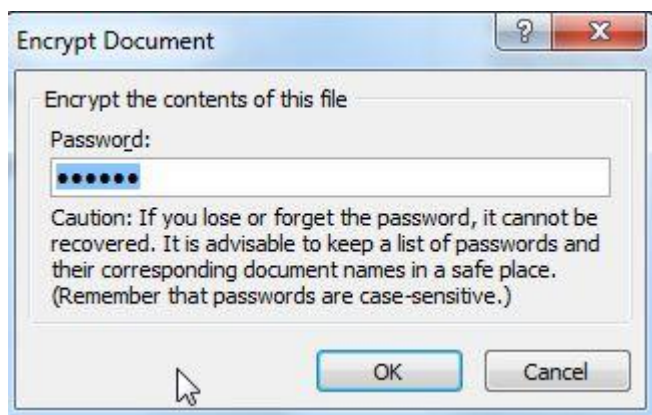 Encrypt Document
?
X
Encrypt the contents of this file
Password:
••••••
Caution: If you lose or forget the password, it cannot be
recovered. It is advisable to keep a list of passwords and
their corresponding document names in a safe place.
(Remember that passwords are case-sensitive.)
OK
Cancel